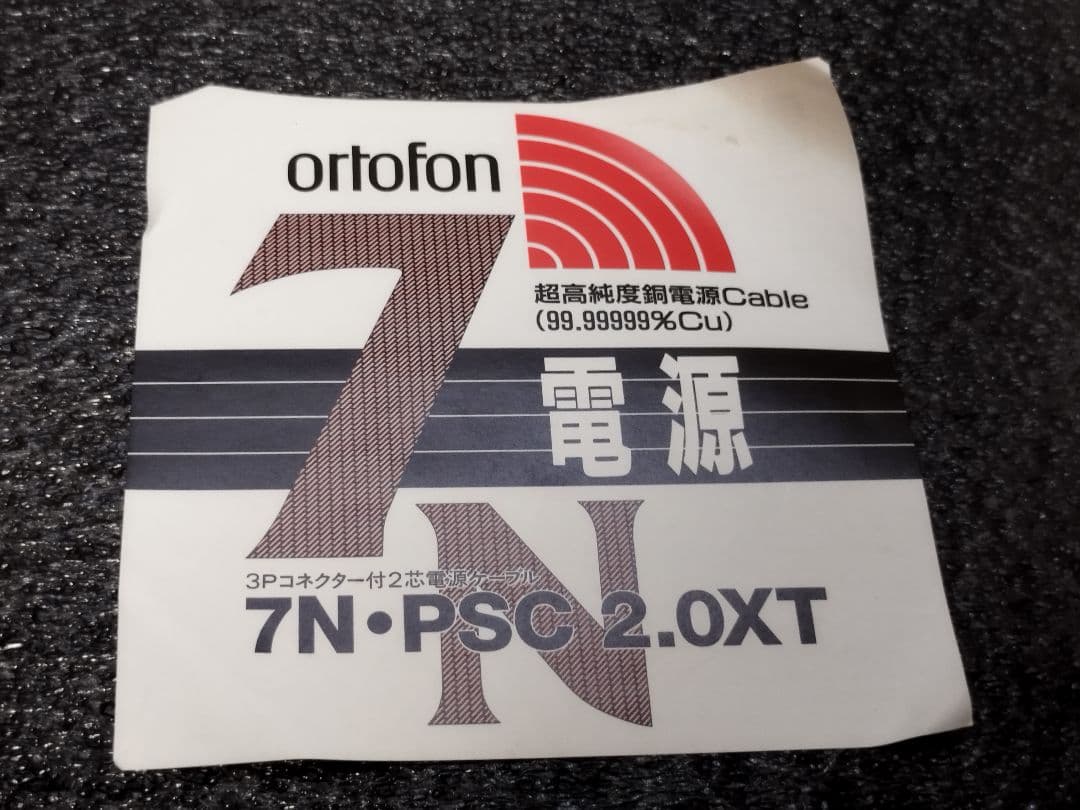 ortofon
7
超高純度銅電源Cable
(99.99999%Cu)
電源
N
3Pコネクター付2芯電源ケーブル
7N•PSC 2.0XT